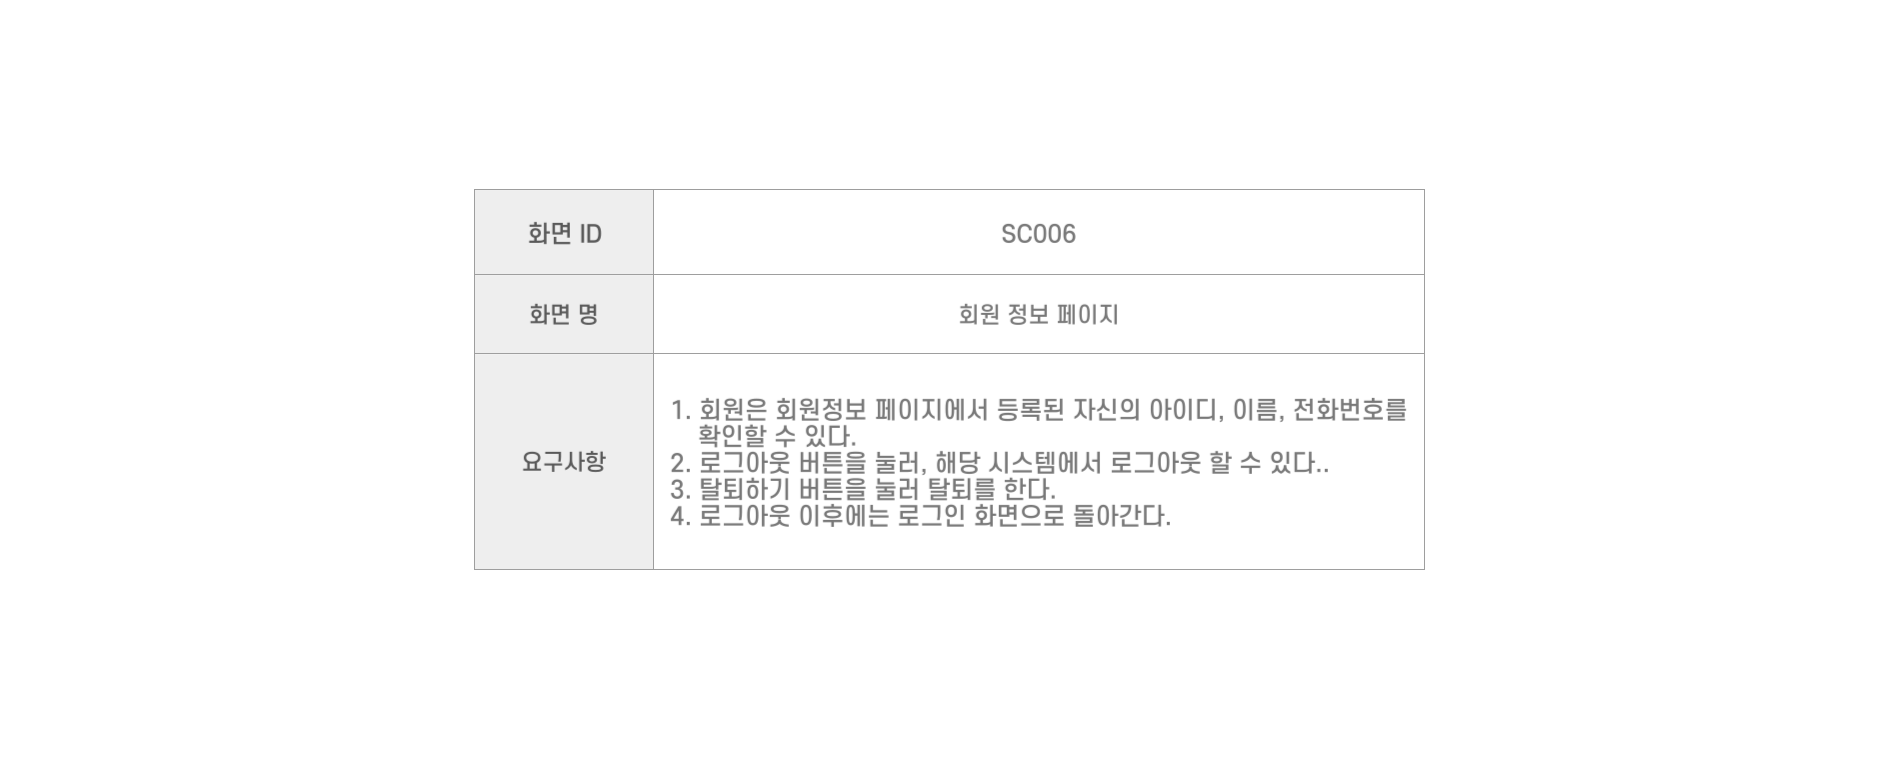 화면 ID
SC006
화면 명
회원 정보 페이지
요구사항
1. 회원은 회원정보 페이지에서 등록된 자신의 아이디, 이름, 전화번호를
확인할 수 있다.
2. 로그아웃 버튼을 눌러, 해당 시스템에서 로그아웃 할 수 있다..
3. 탈퇴하기 버튼을 눌러 탈퇴를 한다.
4. 로그아웃 이후에는 로그인 화면으로 돌아간다.